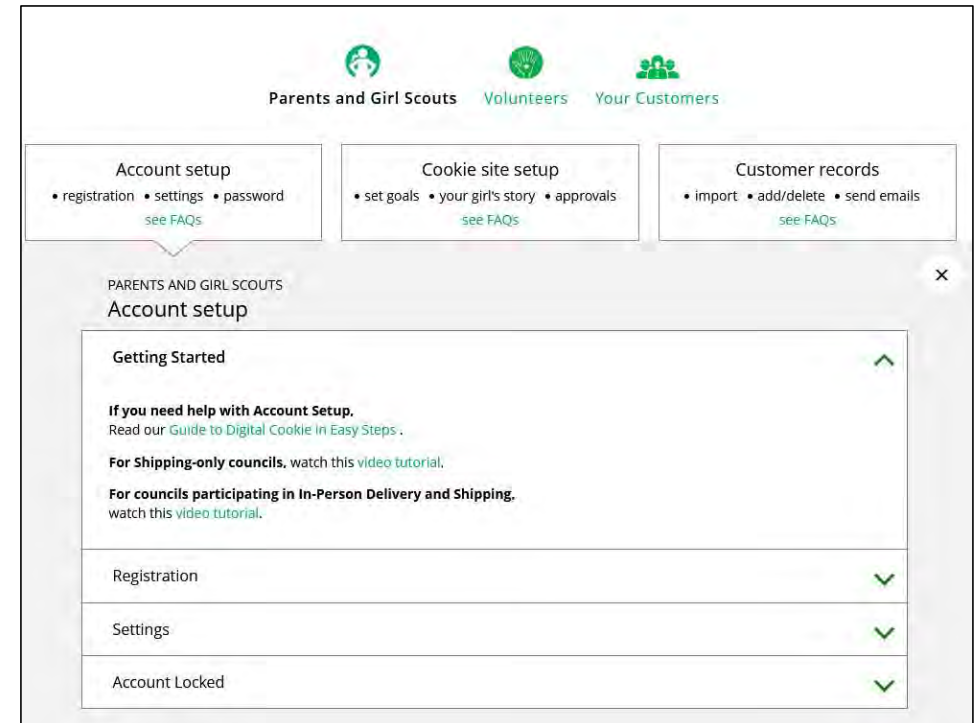 Parents and Girl Scouts Volunteers Your Customers
Account setup
• registration • settings • password
see FAQs
Cookie site setup
• set goals • your girl's story • approvals
see FAQs
Customer records
• import • add/delete • send emails
see FAQs
PARENTS AND GIRL SCOUTS
Account setup
Getting Started
If you need help with Account Setup,
Read our Guide to Digital Cookie in Easy Steps .
For Shipping-only councils, watch this video tutorial.
For councils participating in In-Person Delivery and Shipping,
watch this video tutorial.
Registration
Settings
Account Locked